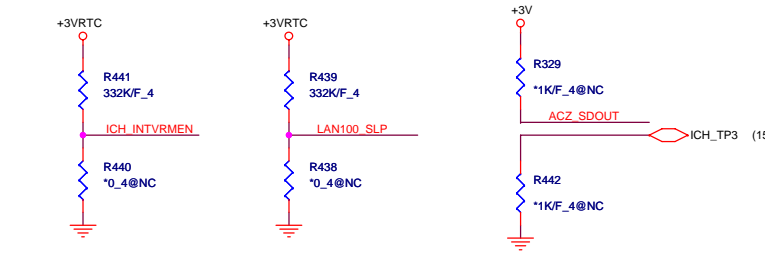 +3VRTC
R441
332K/F_4
ICH_INTVRMEN
R440
*0_4@NC
+3VRTC
R439
332K/F_4
LAN100_SLP
R438
*0_4@NC
+3V
R329
*1K/F_4@NC
ACZ_SDOUT
ICH_TP3 (15
R442
*1K/F_4@NC